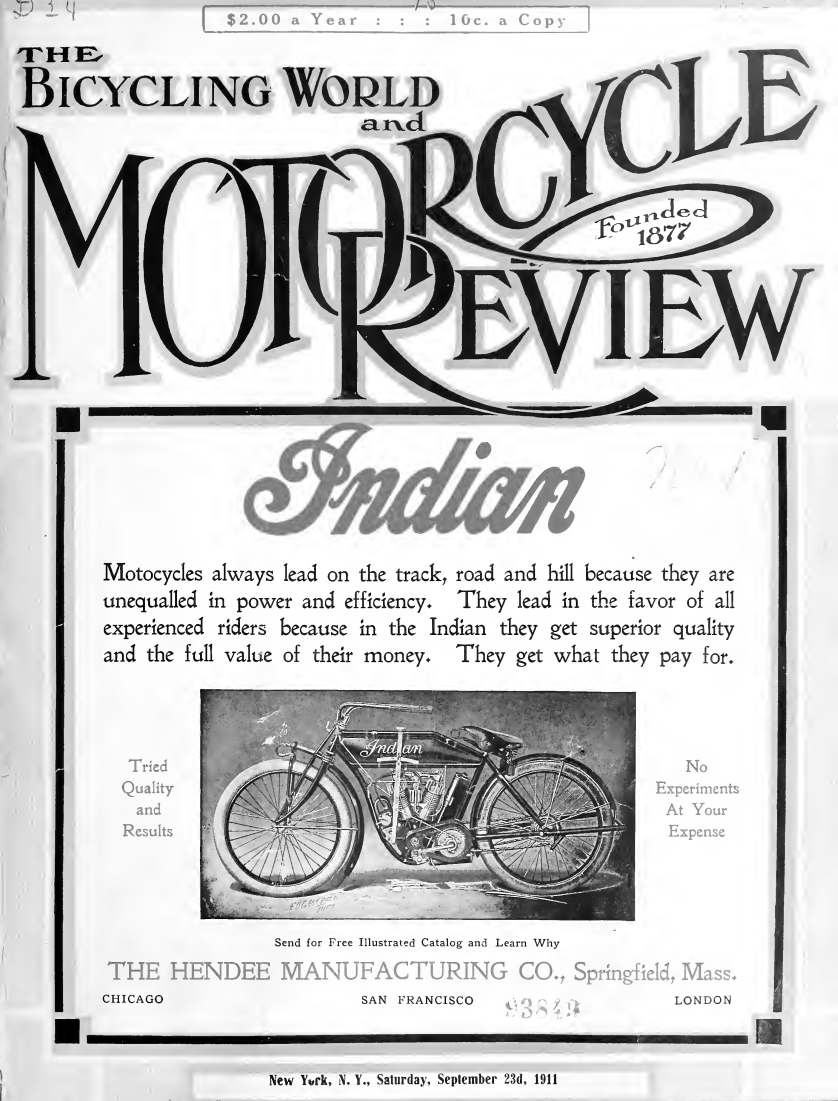 $2.00 a Year : : : 10c. a Copy
THE
BICYCLING WORLD
and
MOTORCYCLE
Founded
1877
REVIEW
Indian
Motocycles always lead on the track, road and hill because they are
unequalled in power and efficiency. They lead in the favor of all
experienced riders because in the Indian they get superior quality
and the full value of their money. They get what they pay for.
Indian
Tried
Quality
and
Results
No
Experiments
At Your
Expense
Send for Free Illustrated Catalog and Learn Why
THE HENDEE MANUFACTURING CO., Springfield, Mass.
CHICAGO SAN FRANCISCO LONDON
93849
New York, N. Y., Saturday, September 23d, 1911